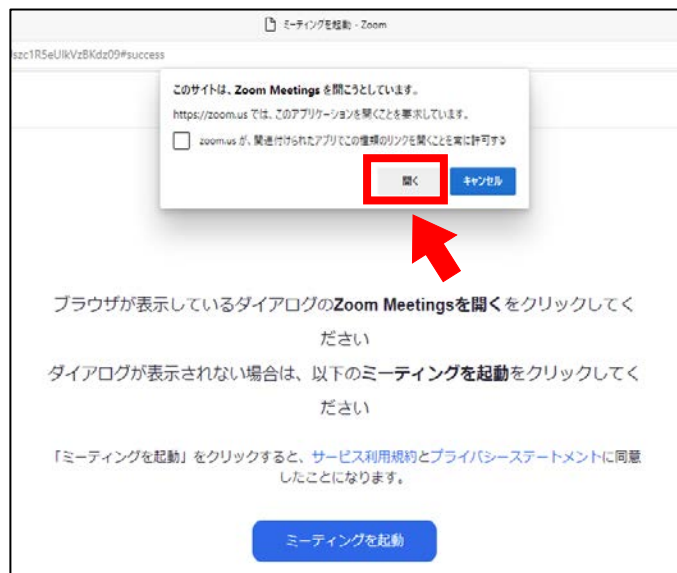 ミーティングを起動 - Zoom
szc1R5eUlkVzBKdz09#success
このサイトは、Zoom Meetings を開こうとしています。
https://zoom.us では、このアプリケーションを開くことを要求しています。
zoom.us が、関連付けられたアプリでこの種類のリンクを開くことを常に許可する
開く
キャンセル
ブラウザが表示しているダイアログのZoom Meetingsを開くをクリックしてく
ださい
ダイアログが表示されない場合は、以下のミーティングを起動をクリックしてく
ださい
「ミーティングを起動」をクリックすると、サービス利用規約とプライバシーステートメントに同意
したことになります。
ミーティングを起動